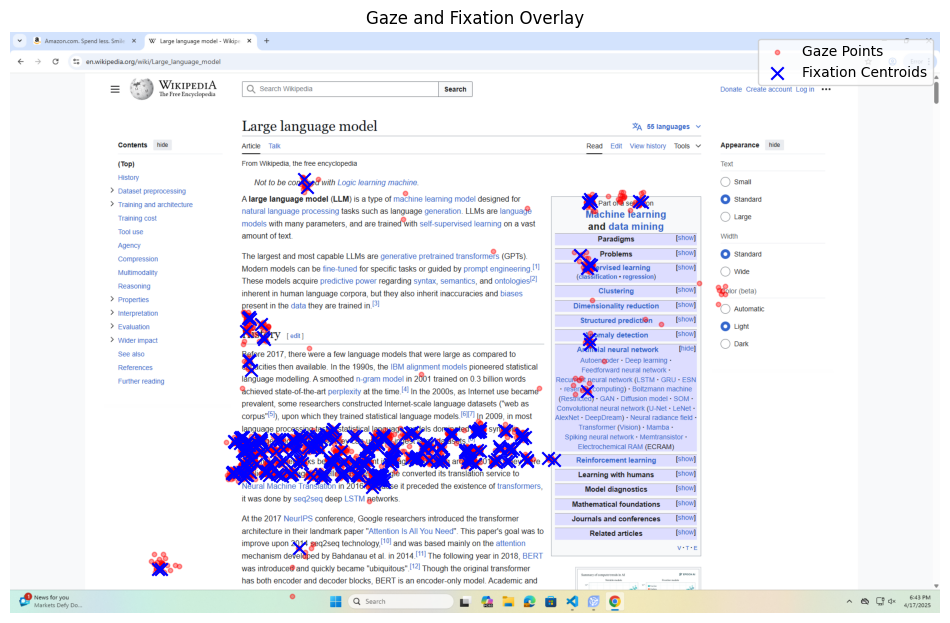 Gaze and Fixation Overlay
Gaze Points
Fixation Centroids
Amazon.com. Spend less. Smil
Large language model - Wikip
en.wikipedia.org/wiki/Large_language_model
WIKIPEDIA
The Free Encyclopedia
Search Wikipedia
Search
Donate Create account Log in
Large language model
55 languages
Article Talk
Read Edit View history Tools
From Wikipedia, the free encyclopedia
Contents hide
(Top)
History
Dataset preprocessing
Training and architecture
Training cost
Tool use
Agency
Compression
Multimodality
Reasoning
Properties
Interpretation
Evaluation
Wider impact
See also
References
Further reading
Not to be with Logic learning machine.
A large language model (LLM) is a type of machine learning model designed for
natural language processing tasks such as language generation. LLMs are language
models with many parameters, and are trained with self-supervised learning on a vast
amount of text.
The largest and most capable LLMs are generative pretrained transformers (GPTs).
Modern models can be fine-tuned for specific tasks or guided by prompt engineering.[1]
These models acquire predictive power regarding syntax, semantics, and ontologies[2]
inherent in human language corpora, but they also inherit inaccuracies and biases
present in the data they are trained in.[3]
[ edit ]
Before 2017, there were a few language models that were large as compared to
capacities then available. In the 1990s, the IBM alignment models pioneered statistical
language modelling. A smoothed n-gram model in 2001 trained on 0.3 billion words
achieved state-of-the-art perplexity at the time.[4] In the 2000s, as Internet use became
prevalent, some researchers constructed Internet-scale language datasets ("web as
corpus"[5]), upon which they trained statistical language models.[6][7] In 2009, in most
language processing
converted its translation service to
Neural Machine Translation in 2016. it preceded the existence of transformers,
it was done by seq2seq deep LSTM networks.
At the 2017 NeurIPS conference, Google researchers introduced the transformer
architecture in their landmark paper "Attention Is All You Need". This paper's goal was to
improve upon 2014 seq2seq technology,[10] and was based mainly on the attention
mechanism developed by Bahdanau et al. in 2014.[11] The following year in 2018, BERT
was introduced and quickly became "ubiquitous".[12] Though the original transformer
has both encoder and decoder blocks, BERT is an encoder-only model. Academic and
Part of a
Machine learning
and data mining
Paradigms [show]
Problems [show]
learning [show]
(classification • regression)
Clustering [show]
Dimensionality reduction [show]
Structured prediction [show]
Anomaly detection [show]
Artificial neural network [hide]
Autoencoder • Deep learning •
Feedforward neural network •
Recurrent neural network (LSTM • GRU • ESN
• computing) • Boltzmann machine
(Restricted) • GAN • Diffusion model • SOM •
Convolutional neural network (U-Net • LeNet •
AlexNet • DeepDream) • Neural radiance field •
Transformer (Vision) • Mamba •
Spiking neural network • Memtransistor •
Electrochemical RAM (ECRAM)
Reinforcement learning [show]
Learning with humans [show]
Model diagnostics [show]
Mathematical foundations [show]
Journals and conferences [show]
Related articles [show]
V • T • E
Appearance hide
Text
Small
Standard
Large
Width
Standard
Wide
Color (beta)
Automatic
Light
Dark
News for you
Markets Defy Do...
Search
6:43 PM
4/17/2025